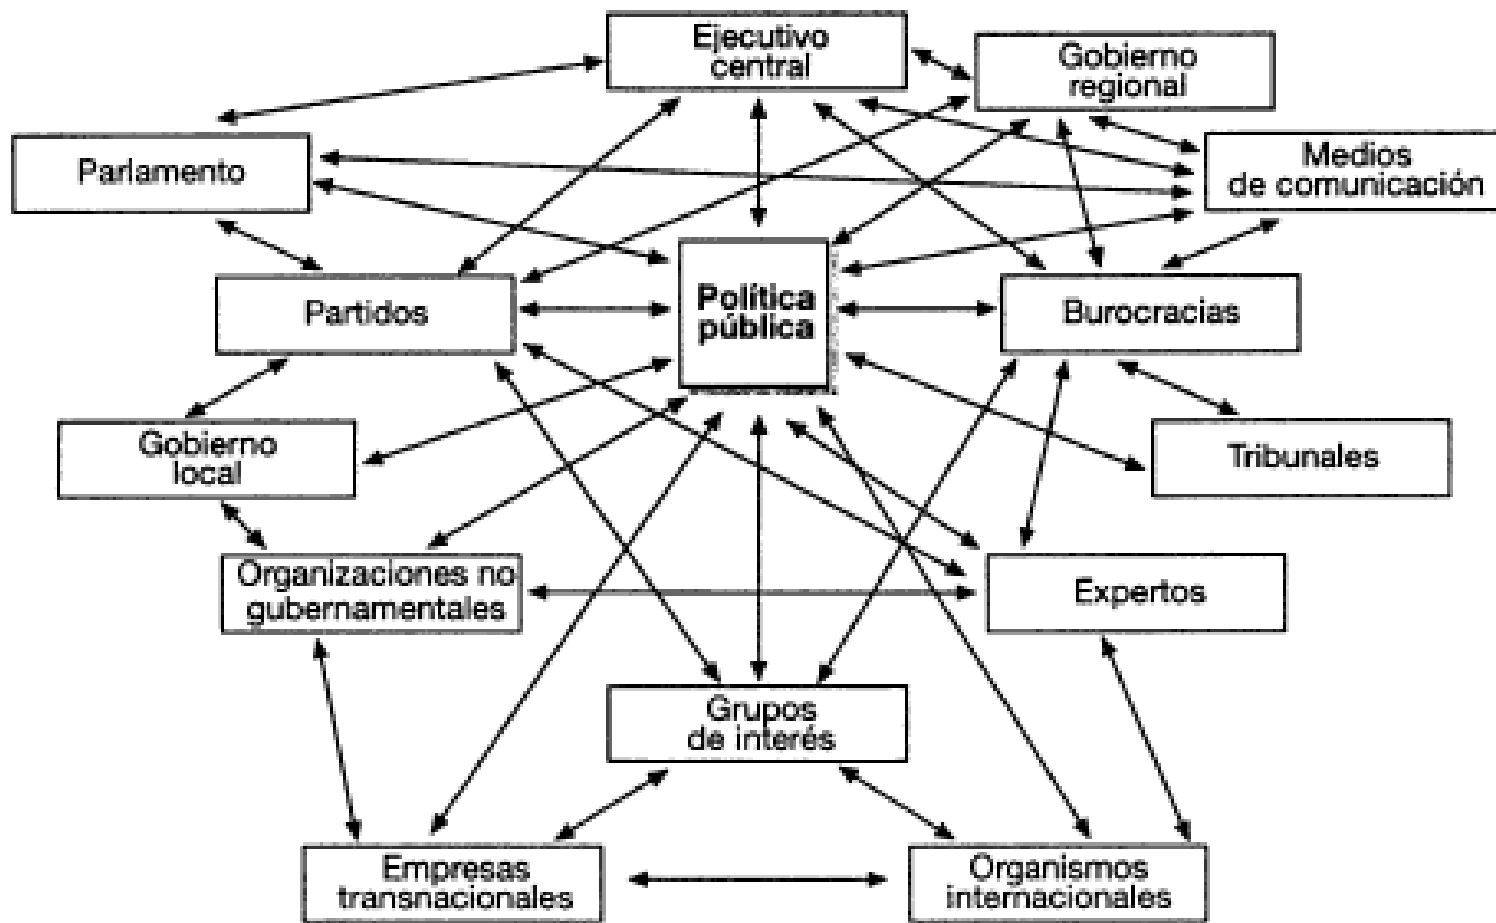 Ejecutivo
central
Gobierno
regional
Parlamento
Medios
de comunicación
Partidos
Política
pública
Burocracias
Gobierno
local
Tribunales
Organizaciones no
gubernamentales
Expertos
Grupos
de interés
Empresas
transnacionales
Organismos
internacionales